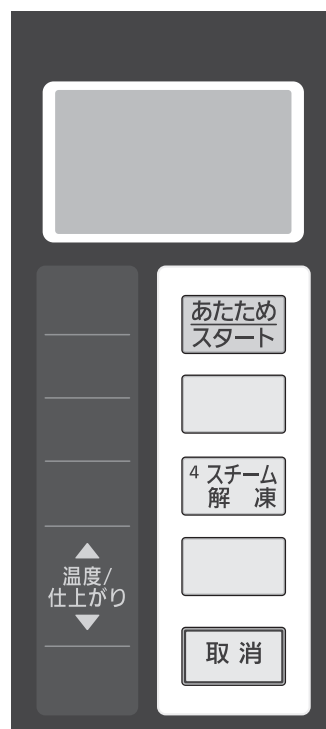 あたため
スタート
4 スチーム
解 凍
▲
温度/
仕上がり
▼
取 消